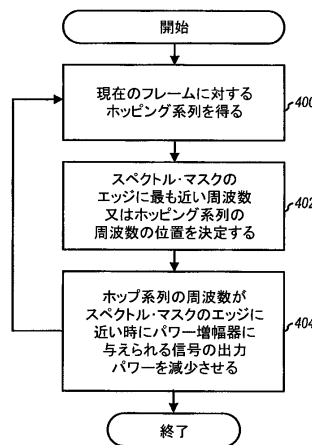 開始
現在のフレームに対する
ホッピング系列を得る
400
スペクトル・マスクの
エッジに最も近い周波数
又はホッピング系列の
周波数の位置を決定する
402
ホップ系列の周波数が
スペクトル・マスクのエッジに
近い時にパワー増幅器に
与えられる信号の出力
パワーを減少させる
404
終了